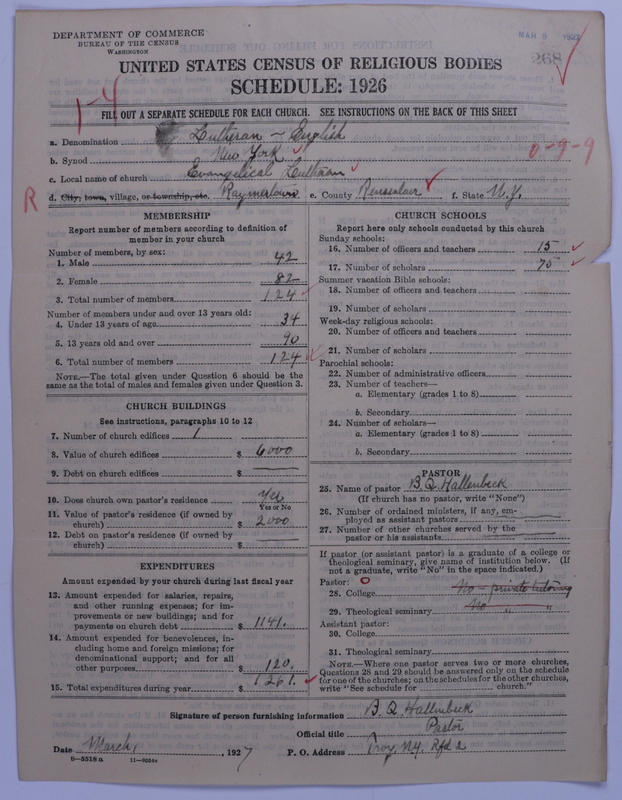 DEPARTMENT OF COMMERCE
BUREAU OF THE CENSUS
WASHINGTON
MAR 8 1927
268
UNITED STATES CENSUS OF RELIGIOUS BODIES
SCHEDULE: 1926
1-4
FILL OUT A SEPARATE SCHEDULE FOR EACH CHURCH. SEE INSTRUCTIONS ON THE BACK OF THIS SHEET
a. Denomination Lutheran - English
b. Synod New York
0-9-9
c. Local name of church Evangelical Lutheran
R
d. City, town, village, or township, etc. Raymertown e. County Rensselaer f. State N.Y.
MEMBERSHIP
Report number of members according to definition of member in your church
Number of members, by sex:
1. Male 42
2. Female 82
3. Total number of members 124
Number of members under and over 13 years old:
4. Under 13 years of age 34
5. 13 years old and over 90
6. Total number of members 124
NOTE.—The total given under Question 6 should be the same as the total of males and females given under Question 3.
CHURCH BUILDINGS
See instructions, paragraphs 10 to 12
7. Number of church edifices 1
8. Value of church edifices $ 6000
9. Debt on church edifices $
10. Does church own pastor's residence Yes
Yes or No
11. Value of pastor's residence (if owned by church) $ 2000
12. Debt on pastor's residence (if owned by church) $
EXPENDITURES
Amount expended by your church during last fiscal year
13. Amount expended for salaries, repairs, and other running expenses; for improvements or new buildings; and for payments on church debt $ 1141.
14. Amount expended for benevolences, including home and foreign missions; for denominational support; and for all other purposes $ 120.
15. Total expenditures during year $ 1261.
CHURCH SCHOOLS
Report here only schools conducted by this church
Sunday schools:
16. Number of officers and teachers 15
17. Number of scholars 75
Summer vacation Bible schools:
18. Number of officers and teachers
19. Number of scholars
Week-day religious schools:
20. Number of officers and teachers
21. Number of scholars
Parochial schools:
22. Number of administrative officers
23. Number of teachers—
a. Elementary (grades 1 to 8)
b. Secondary
24. Number of scholars—
a. Elementary (grades 1 to 8)
b. Secondary
PASTOR
25. Name of pastor B. Q. Hallenbeck
(If church has no pastor, write "None")
26. Number of ordained ministers, if any, employed as assistant pastors
27. Number of other churches served by the pastor or his assistants
If pastor (or assistant pastor) is a graduate of a college or theological seminary, give name of institution below. (If not a graduate, write "No" in the space indicated.)
Pastor: 0
28. College No - private tutoring
29. Theological seminary No " "
Assistant pastor:
30. College
31. Theological seminary
NOTE.—Where one pastor serves two or more churches, Questions 28 and 29 should be answered only on the schedule for one of the churches; on the schedules for the other churches, write "See schedule for church."
Signature of person furnishing information B. Q. Hallenbeck
Official title Pastor
Date March, 1927 P. O. Address Troy, N.Y. Rfd 2
8-5518 a 11-9034